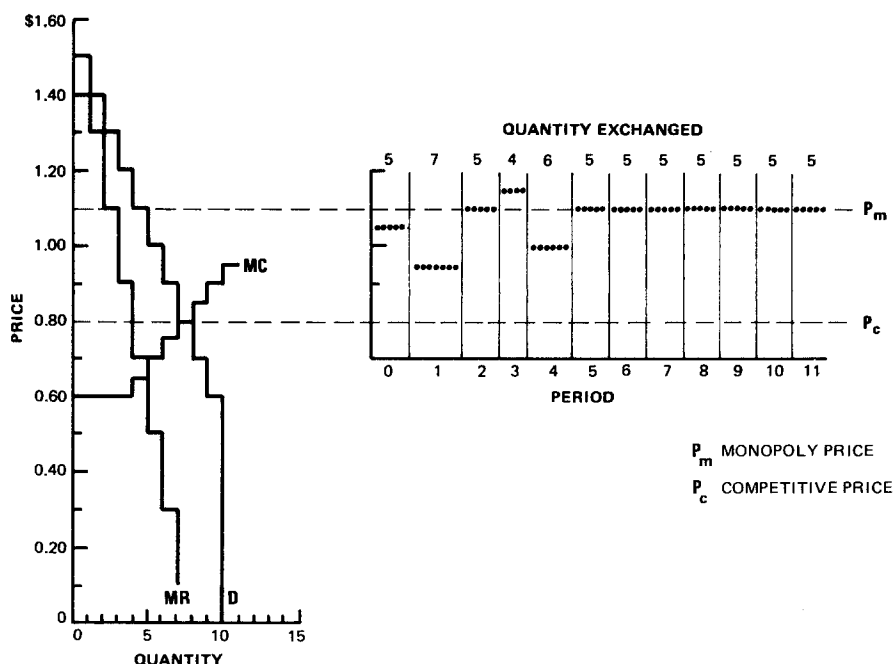 $1.60
1.40
1.20
1.00
0.80
0.60
0.40
0.20
0
PRICE
MC
MR
D
0 5 10 15
QUANTITY
QUANTITY EXCHANGED
5 7 5 4 6 5 5 5 5 5 5 5
Pm
Pc
0 1 2 3 4 5 6 7 8 9 10 11
PERIOD
Pm MONOPOLY PRICE
Pc COMPETITIVE PRICE